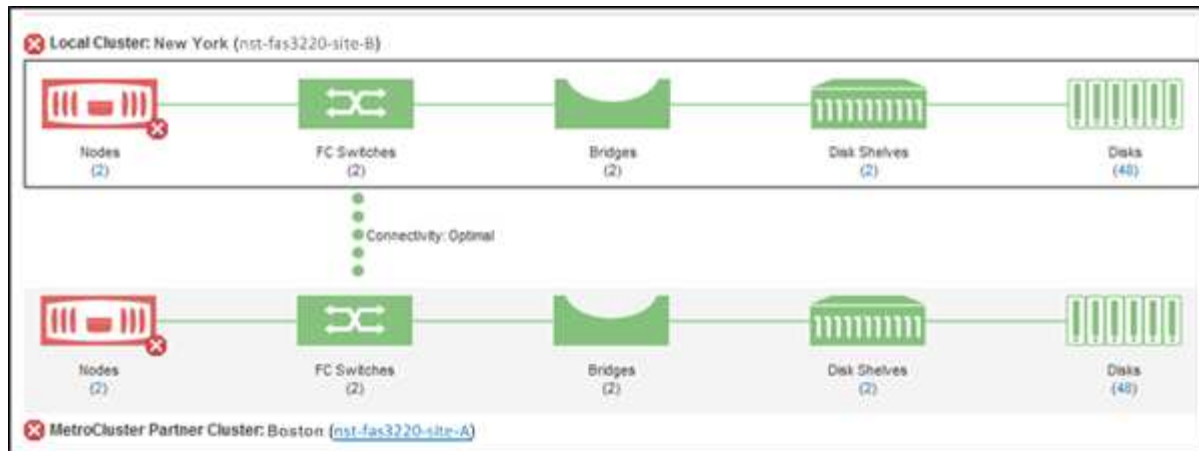 Local Cluster: New York (nst-fas3220-site-B)
Nodes FC Switches Bridges Disk Shelves Disks
(2) (2) (2) (2) (48)
Connectivity: Optimal
Nodes FC Switches Bridges Disk Shelves Disks
(2) (2) (2) (2) (48)
MetroCluster Partner Cluster: Boston (nst-fas3220-site-A)